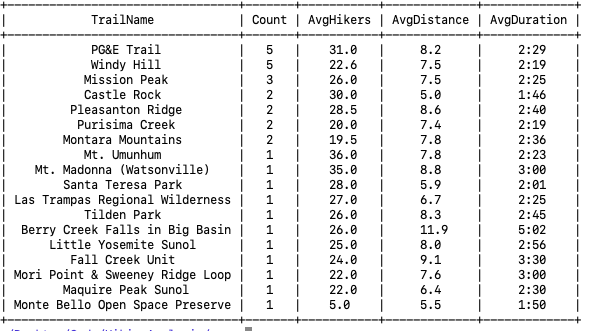 TrailName | Count | AvgHikers | AvgDistance | AvgDuration
PG&E Trail | 5 | 31.0 | 8.2 | 2:29
Windy Hill | 5 | 22.6 | 7.5 | 2:19
Mission Peak | 3 | 26.0 | 7.5 | 2:25
Castle Rock | 2 | 30.0 | 5.0 | 1:46
Pleasanton Ridge | 2 | 28.5 | 8.6 | 2:40
Purisima Creek | 2 | 20.0 | 7.4 | 2:19
Montara Mountains | 2 | 19.5 | 7.8 | 2:36
Mt. Umunhum | 1 | 36.0 | 7.8 | 2:23
Mt. Madonna (Watsonville) | 1 | 35.0 | 8.8 | 3:00
Santa Teresa Park | 1 | 28.0 | 5.9 | 2:01
Las Trampas Regional Wilderness | 1 | 27.0 | 6.7 | 2:25
Tilden Park | 1 | 26.0 | 8.3 | 2:45
Berry Creek Falls in Big Basin | 1 | 26.0 | 11.9 | 5:02
Little Yosemite Sunol | 1 | 25.0 | 8.0 | 2:56
Fall Creek Unit | 1 | 24.0 | 9.1 | 3:30
Mori Point & Sweeney Ridge Loop | 1 | 22.0 | 7.6 | 3:00
Maquire Peak Sunol | 1 | 22.0 | 6.4 | 2:30
Monte Bello Open Space Preserve | 1 | 5.0 | 5.5 | 1:50